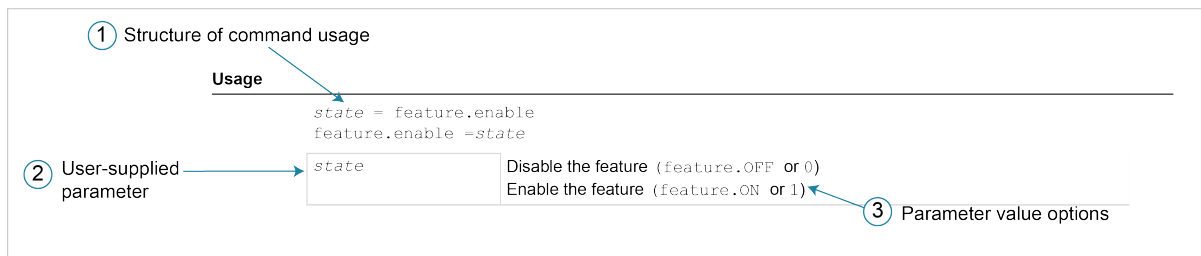 1 Structure of command usage
Usage
state = feature.enable
feature.enable =state
2 User-supplied parameter
state
Disable the feature (feature.OFF or 0)
Enable the feature (feature.ON or 1)
3 Parameter value options